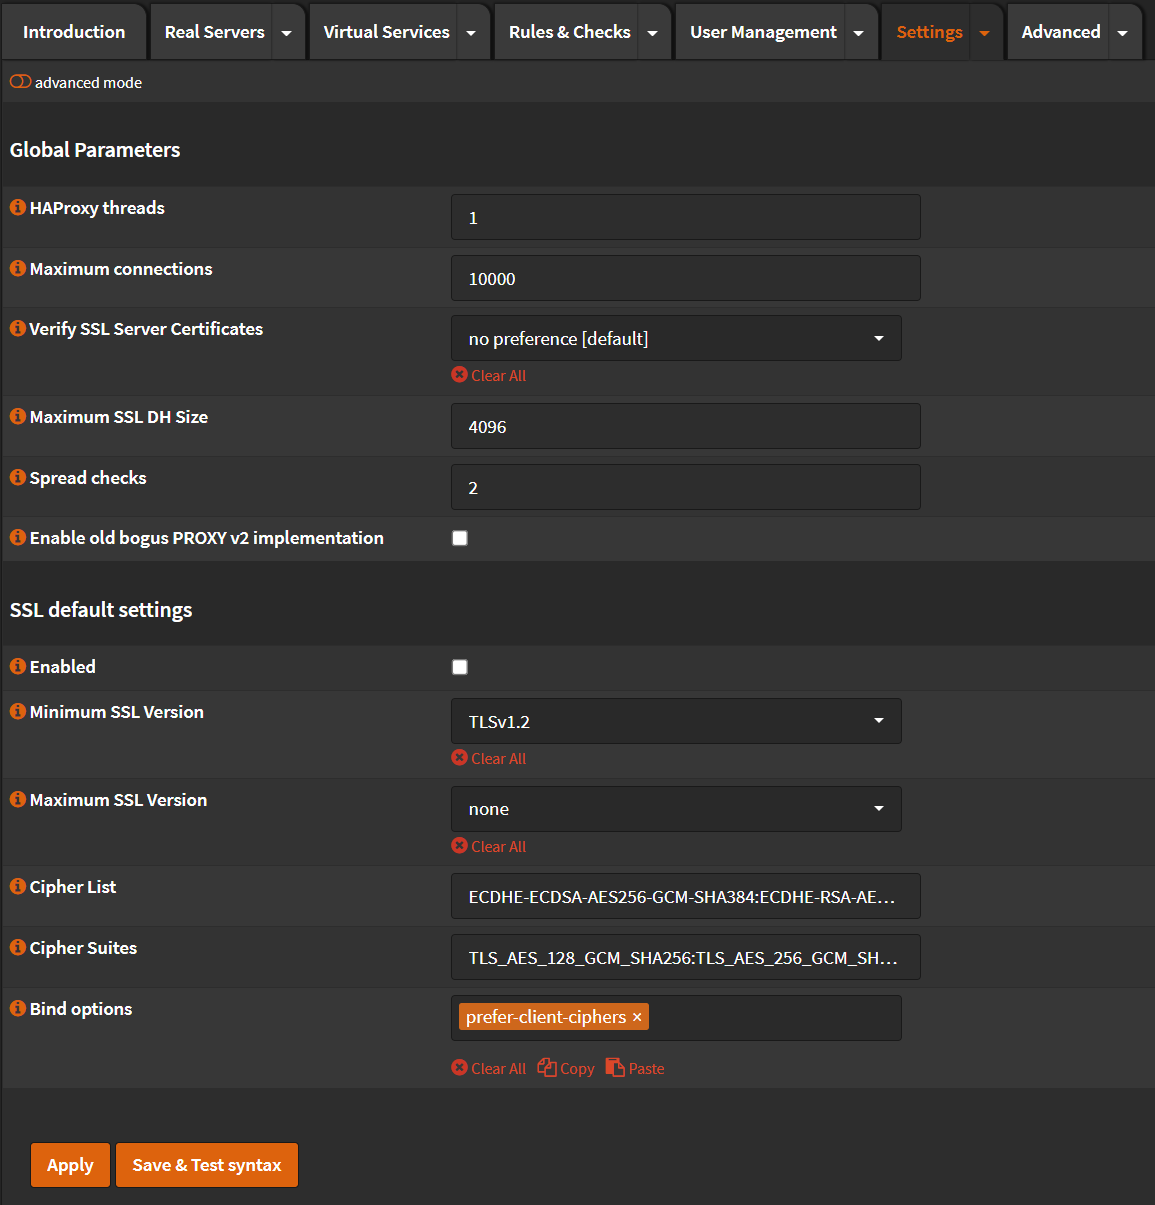 Introduction Real Servers Virtual Services Rules & Checks User Management Settings Advanced
advanced mode
Global Parameters
HAProxy threads 1
Maximum connections 10000
Verify SSL Server Certificates no preference [default]
Clear All
Maximum SSL DH Size 4096
Spread checks 2
Enable old bogus PROXY v2 implementation
SSL default settings
Enabled
Minimum SSL Version TLSv1.2
Clear All
Maximum SSL Version none
Clear All
Cipher List ECDHE-ECDSA-AES256-GCM-SHA384:ECDHE-RSA-AE...
Cipher Suites TLS_AES_128_GCM_SHA256:TLS_AES_256_GCM_SH...
Bind options prefer-client-ciphers ×
Clear All Copy Paste
Apply Save & Test syntax